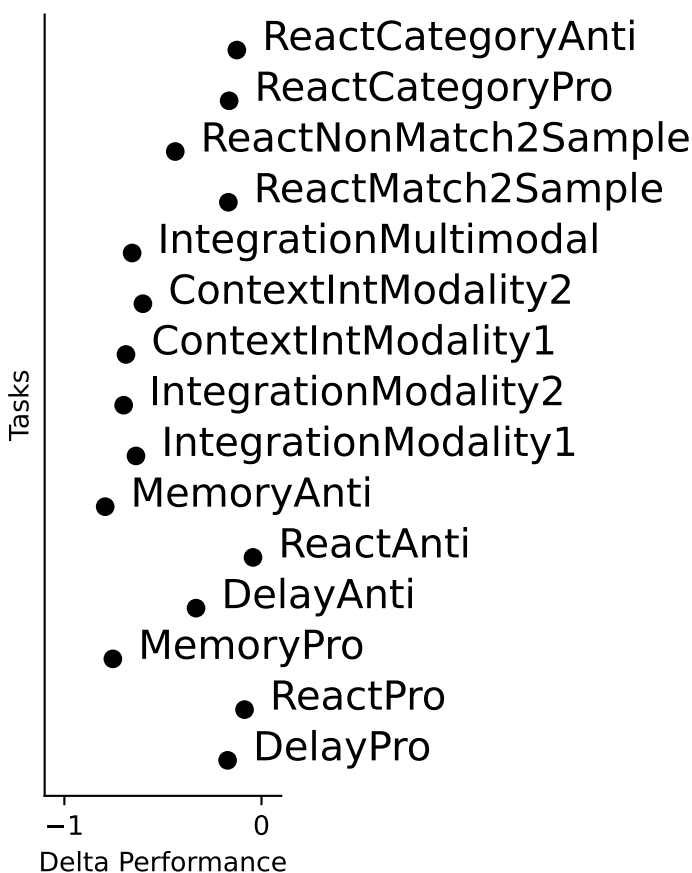 ReactCategoryAnti
ReactCategoryPro
ReactNonMatch2Sample
ReactMatch2Sample
IntegrationMultimodal
ContextIntModality2
ContextIntModality1
IntegrationModality2
IntegrationModality1
MemoryAnti
ReactAnti
DelayAnti
MemoryPro
ReactPro
DelayPro
Tasks
−1 0
Delta Performance